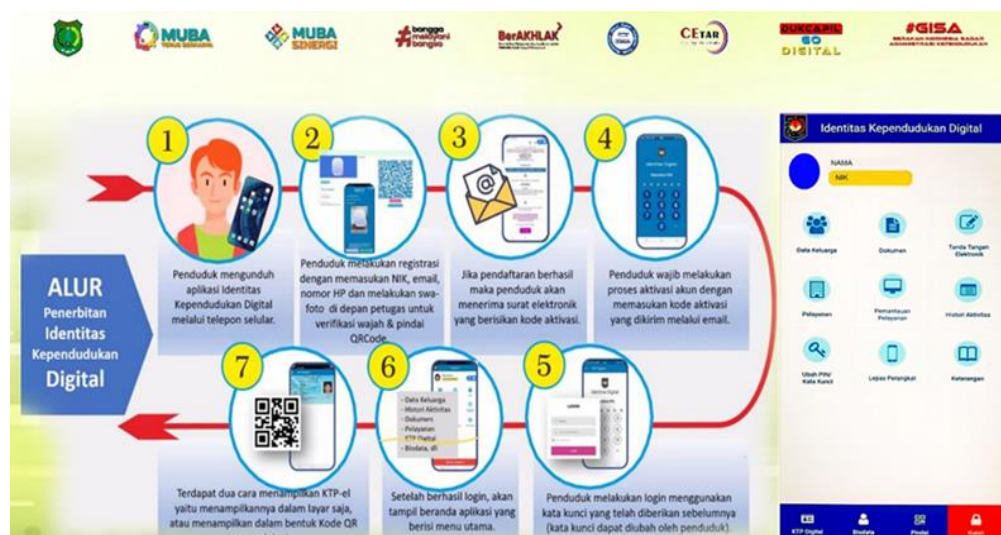 MUBA
MUBA
SINERGI
bangga
melayani
bangsa
BerAKHLAK
CETAR
DUKCAPIL
GO
DIGITAL
#GISA
GERAKAN INDONESIA SADAR
ADMINISTRASI KEPENDUDUKAN
ALUR
Penerbitan
Identitas
Kependudukan
Digital
1
Penduduk mengunduh
aplikasi Identitas
Kependudukan Digital
melalui telepon selular.
2
Penduduk melakukan registrasi
dengan memasukan NIK, email,
nomor HP dan melakukan swa-
foto di depan petugas untuk
verifikasi wajah & pindai
QRCode.
3
Jika pendaftaran berhasil
maka penduduk akan
menerima surat elektronik
yang berisikan kode aktivasi.
4
Identitas Digital
Penduduk wajib melakukan
proses aktivasi akun dengan
memasukan kode aktivasi
yang dikirim melalui email.
5
LOGIN
Penduduk melakukan login menggunakan
kata kunci yang telah diberikan sebelumnya
(kata kunci dapat diubah oleh penduduk).
6
- Data Keluarga
- Histori Aktivitas
- Dokumen
- Pelayanan
- KTP Digital
- Biodata, dll
Setelah berhasil login, akan
tampil beranda aplikasi yang
berisi menu utama.
7
Terdapat dua cara menampilkan KTP-el
yaitu menampilkannya dalam layar saja,
atau menampilkan dalam bentuk Kode QR
Identitas Kependudukan Digital
NAMA
NIK
Data Keluarga
Dokumen
Tanda Tangan
Elektronik
Pelayanan
Pemantauan
Pelayanan
Histori Aktivitas
Ubah PIN/
Kata Kunci
Lepas Perangkat
Keterangan
KTP Digital
Biodata
Pindai
Kunci